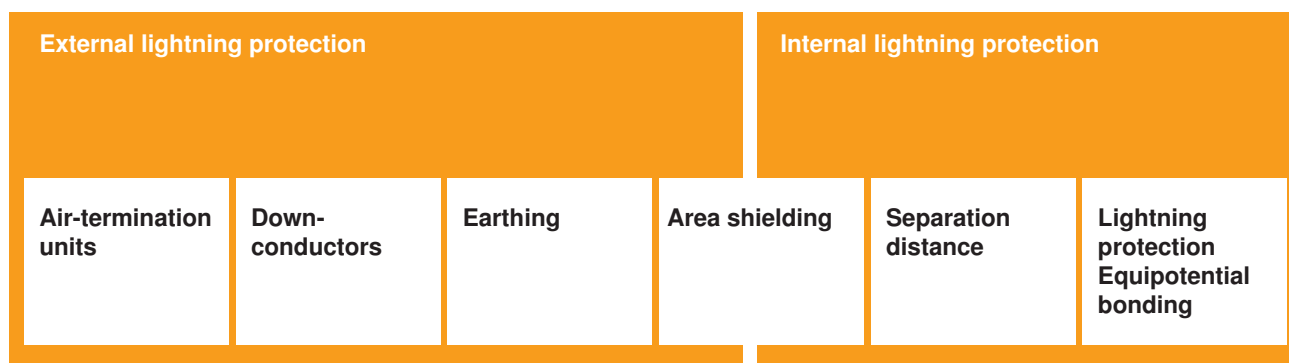 External lightning protection
Internal lightning protection
Air-termination
units
Down-
conductors
Earthing
Area shielding
Separation
distance
Lightning
protection
Equipotential
bonding